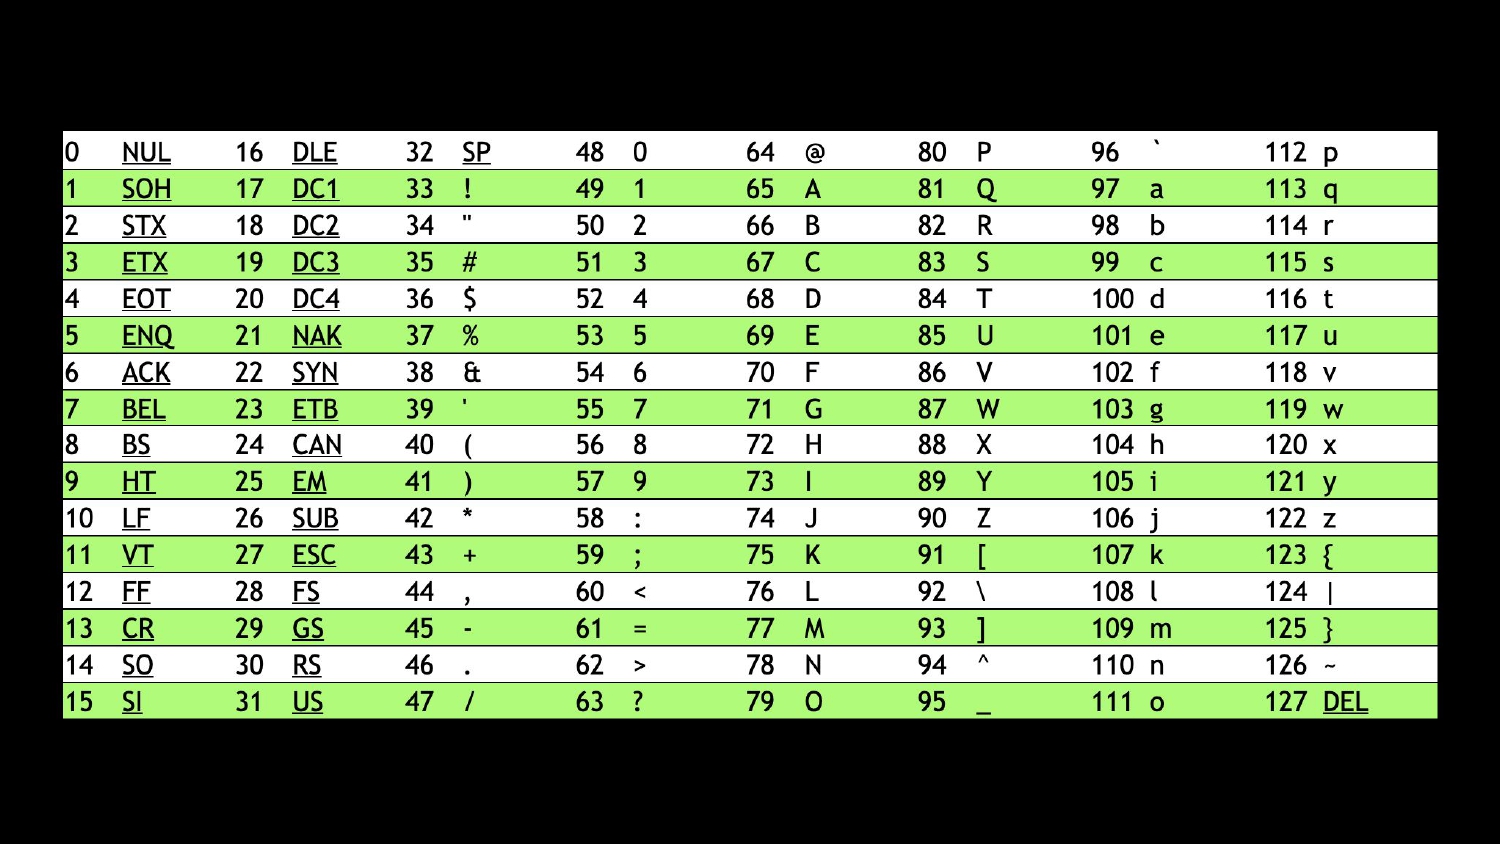 0 NUL 16 DLE 32 SP 48 0 64 @ 80 P 96 ` 112 p
1 SOH 17 DC1 33 ! 49 1 65 A 81 Q 97 a 113 q
2 STX 18 DC2 34 " 50 2 66 B 82 R 98 b 114 r
3 ETX 19 DC3 35 # 51 3 67 C 83 S 99 c 115 s
4 EOT 20 DC4 36 $ 52 4 68 D 84 T 100 d 116 t
5 ENQ 21 NAK 37 % 53 5 69 E 85 U 101 e 117 u
6 ACK 22 SYN 38 & 54 6 70 F 86 V 102 f 118 v
7 BEL 23 ETB 39 ' 55 7 71 G 87 W 103 g 119 w
8 BS 24 CAN 40 ( 56 8 72 H 88 X 104 h 120 x
9 HT 25 EM 41 ) 57 9 73 I 89 Y 105 i 121 y
10 LF 26 SUB 42 * 58 : 74 J 90 Z 106 j 122 z
11 VT 27 ESC 43 + 59 ; 75 K 91 [ 107 k 123 {
12 FF 28 FS 44 , 60 < 76 L 92 \ 108 l 124 |
13 CR 29 GS 45 - 61 = 77 M 93 ] 109 m 125 }
14 SO 30 RS 46 . 62 > 78 N 94 ^ 110 n 126 ~
15 SI 31 US 47 / 63 ? 79 O 95 _ 111 o 127 DEL